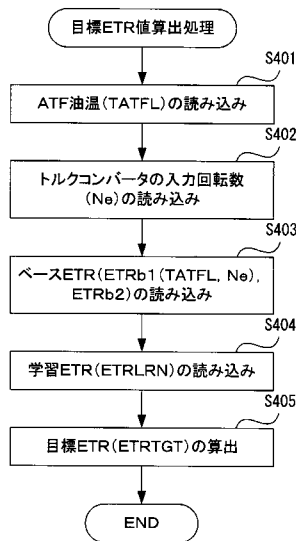 目標ETR値算出処理
S401
ATF油温(TATFL)の読み込み
S402
トルクコンバータの入力回転数
(Ne)の読み込み
S403
ベースETR(ETRb1(TATFL, Ne),
ETRb2)の読み込み
S404
学習ETR(ETRLRN)の読み込み
S405
目標ETR(ETRTGT)の算出
END